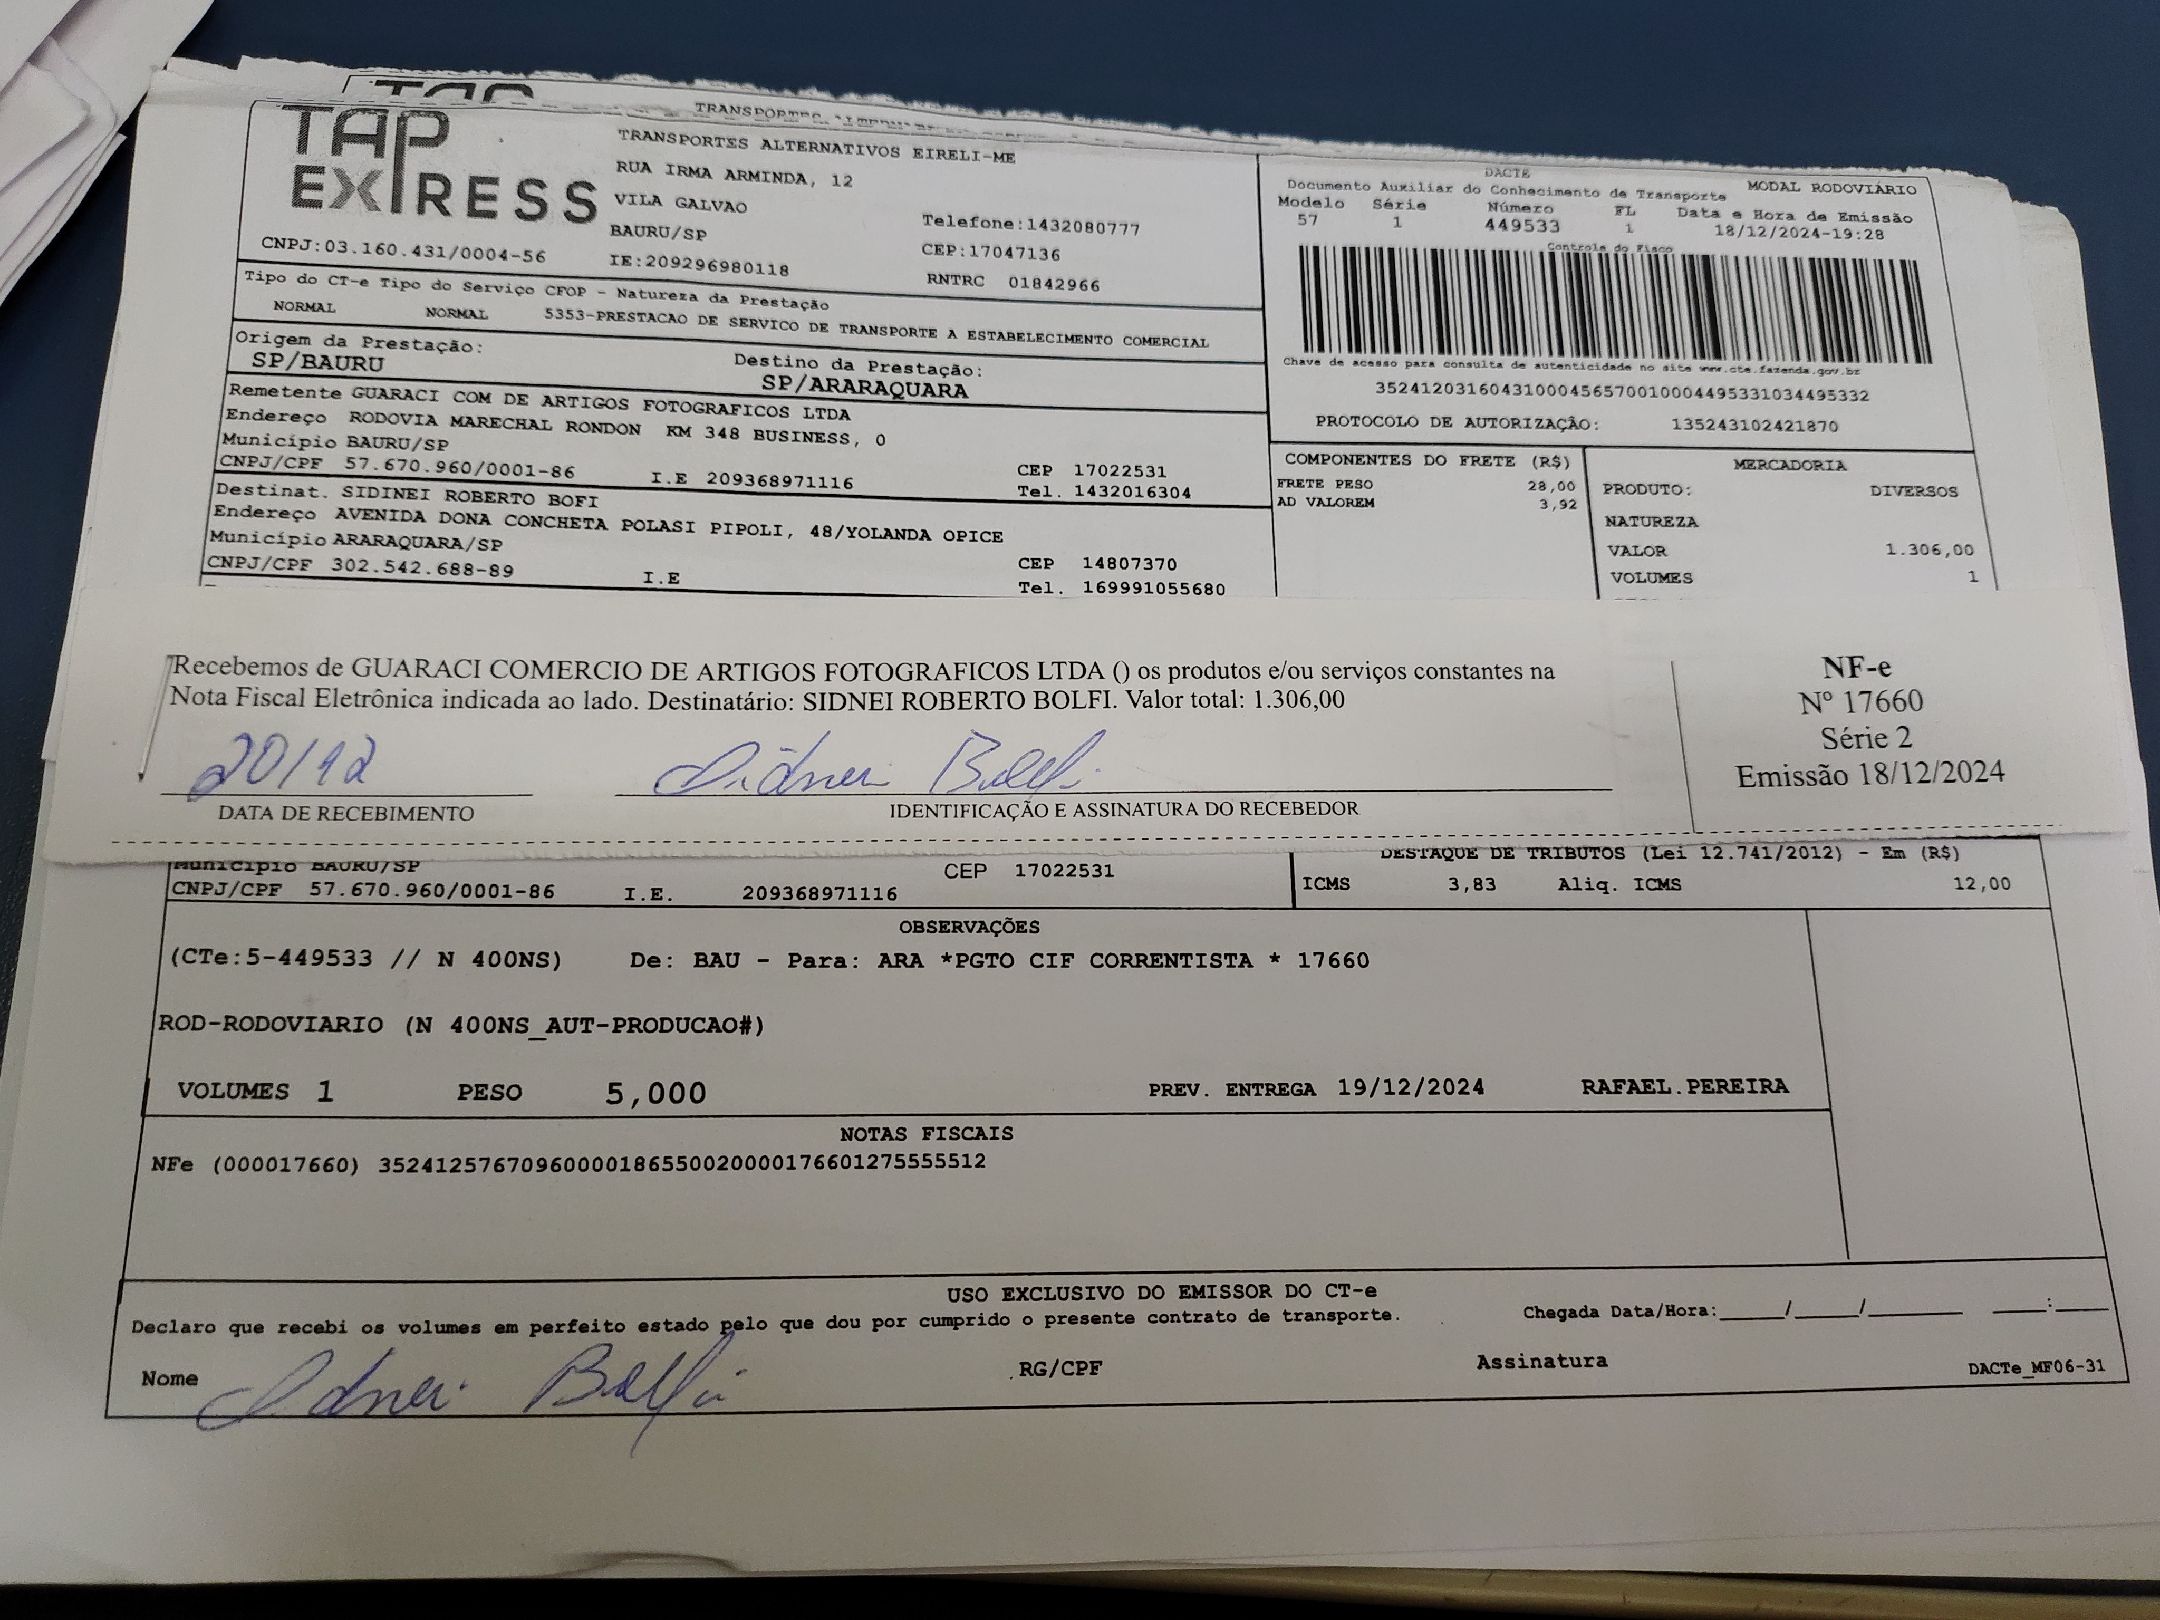 TAP
EXPRESS
TRANSPORTES ALTERNATIVOS EIRELI-ME
RUA IRMA ARMINDA, 12
VILA GALVAO
BAURU/SP
Telefone:1432080777
CNPJ:03.160.431/0004-56
IE:209296980118
CEP:17047136
RNTRC 01842966
DACTE
Documento Auxiliar do Conhecimento de Transporte
MODAL RODOVIÁRIO
Modelo Série Número FL Data e Hora de Emissão
57 1 449533 1 18/12/2024-19:28
Controle do Fisco
Chave de acesso para consulta de autenticidade no site www.cte.fazenda.gov.br
35241203160431000456570010004495331034495332
PROTOCOLO DE AUTORIZAÇÃO: 135243102421870
Tipo do CT-e Tipo do Serviço CFOP - Natureza da Prestação
NORMAL NORMAL 5353-PRESTACAO DE SERVICO DE TRANSPORTE A ESTABELECIMENTO COMERCIAL
Origem da Prestação: Destino da Prestação:
SP/BAURU SP/ARARAQUARA
Remetente GUARACI COM DE ARTIGOS FOTOGRAFICOS LTDA
Endereço RODOVIA MARECHAL RONDON KM 348 BUSINESS, 0
Município BAURU/SP CEP 17022531
CNPJ/CPF 57.670.960/0001-86 I.E 209368971116 Tel. 1432016304
Destinat. SIDINEI ROBERTO BOFI
Endereço AVENIDA DONA CONCHETA POLASI PIPOLI, 48/YOLANDA OPICE
Município ARARAQUARA/SP CEP 14807370
CNPJ/CPF 302.542.688-89 I.E Tel. 169991055680
COMPONENTES DO FRETE (R$)
FRETE PESO 28,00
AD VALOREM 3,92
MERCADORIA
PRODUTO: DIVERSOS
NATUREZA
VALOR 1.306,00
VOLUMES 1
Recebemos de GUARACI COMERCIO DE ARTIGOS FOTOGRAFICOS LTDA () os produtos e/ou serviços constantes na
Nota Fiscal Eletrônica indicada ao lado. Destinatário: SIDNEI ROBERTO BOLFI. Valor total: 1.306,00
20/12 Sidnei Bolfi
DATA DE RECEBIMENTO IDENTIFICAÇÃO E ASSINATURA DO RECEBEDOR
NF-e
Nº 17660
Série 2
Emissão 18/12/2024
Município BAURU/SP CEP 17022531
CNPJ/CPF 57.670.960/0001-86 I.E. 209368971116
DESTAQUE DE TRIBUTOS (Lei 12.741/2012) - Em (R$)
ICMS 3,83 Aliq. ICMS 12,00
OBSERVAÇÕES
(CTe:5-449533 // N 400NS) De: BAU - Para: ARA *PGTO CIF CORRENTISTA * 17660
ROD-RODOVIARIO (N 400NS_AUT-PRODUCAO#)
VOLUMES 1 PESO 5,000 PREV. ENTREGA 19/12/2024 RAFAEL.PEREIRA
NOTAS FISCAIS
NFe (000017660) 35241257670960000186550020000176601275555512
USO EXCLUSIVO DO EMISSOR DO CT-e
Declaro que recebi os volumes em perfeito estado pelo que dou por cumprido o presente contrato de transporte.
Chegada Data/Hora:____/____/______ ___:___
Nome Sidnei Bolfi RG/CPF Assinatura DACTe_MF06-31